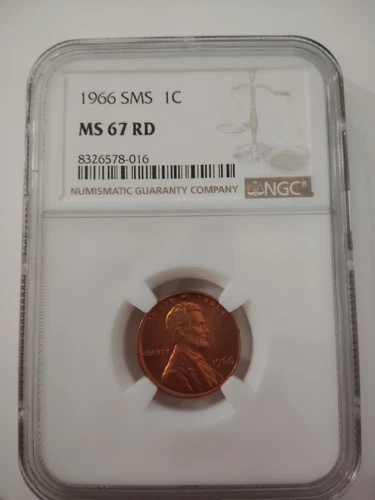 1966 SMS 1C
MS 67 RD
8326578-016
NUMISMATIC GUARANTY COMPANY
NGC®
LIBERTY
1966